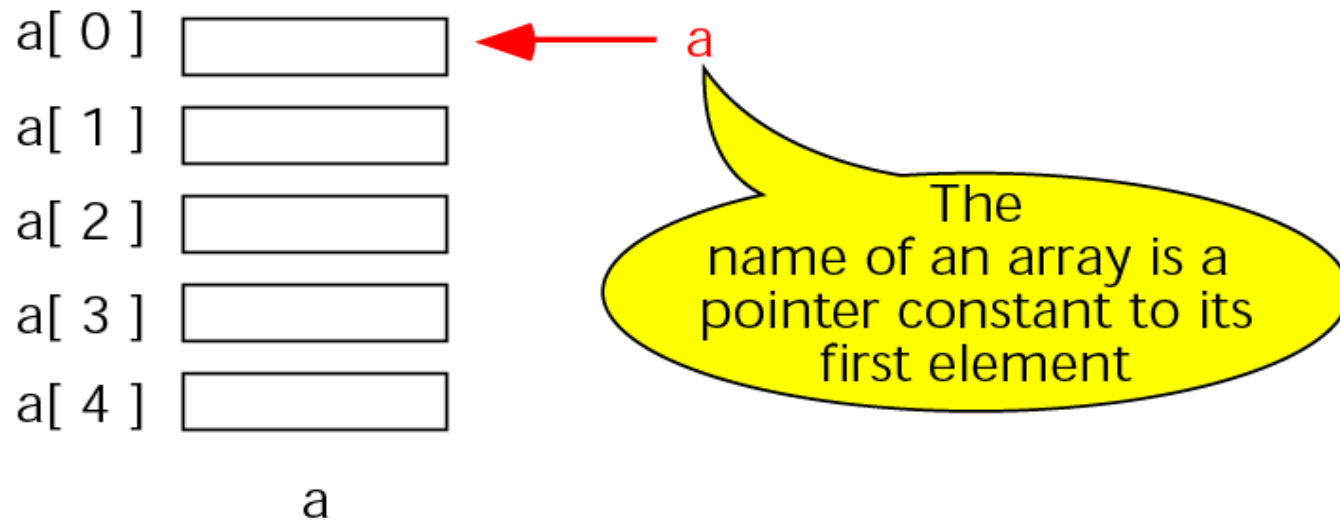 a[ 0 ]
a
a[ 1 ]
a[ 2 ]
a[ 3 ]
a[ 4 ]
a
The
name of an array is a
pointer constant to its
first element